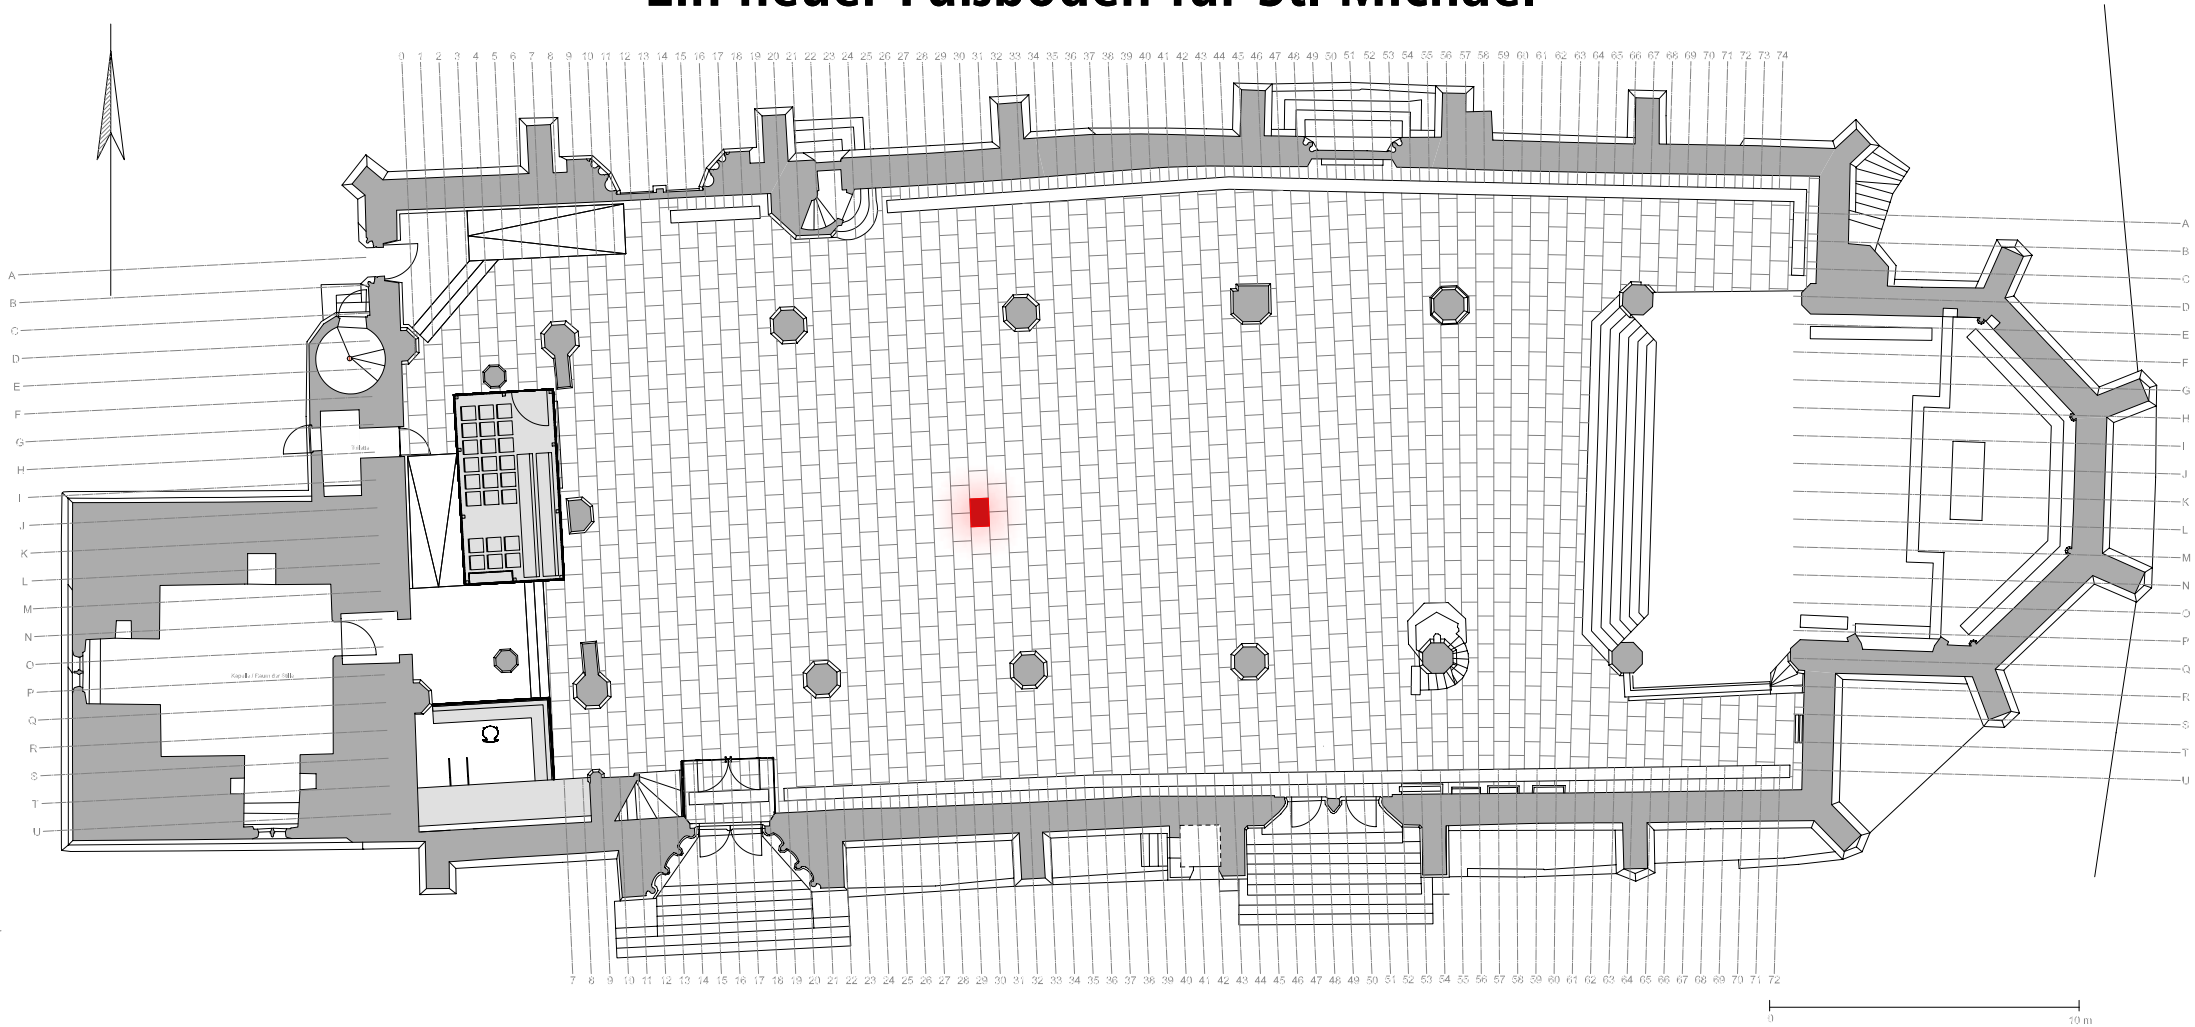 Ein neuer Fußboden für St. Michael
0 1 2 3 4 5 6 7 8 9 10 11 12 13 14 15 16 17 18 19 20 21 22 23 24 25 26 27 28 29 30 31 32 33 34 35 36 37 38 39 40 41 42 43 44 45 46 47 48 49 50 51 52 53 54 55 56 57 58 59 60 61 62 63 64 65 66 67 68 69 70 71 72 73 74
A
B
C
D
E
F
G
H
I
J
K
L
M
N
O
P
Q
R
S
T
U
Kapelle / Raum der Stille
A
B
C
D
E
F
G
H
I
J
K
L
M
N
O
P
Q
R
S
T
U
7 8 9 10 11 12 13 14 15 16 17 18 19 20 21 22 23 24 25 26 27 28 29 30 31 32 33 34 35 36 37 38 39 40 41 42 43 44 45 46 47 48 49 50 51 52 53 54 55 56 57 58 59 60 61 62 63 64 65 66 67 68 69 70 71 72
0 10 m